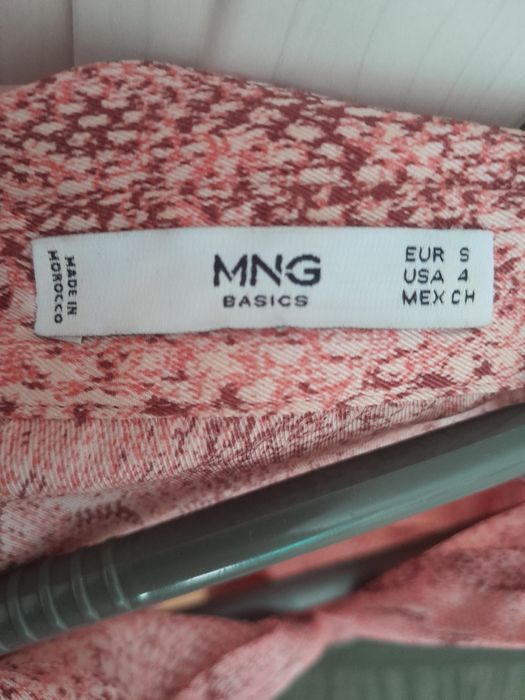 MADE IN
MOROCCO
MNG
BASICS
EUR S
USA 4
MEX CH